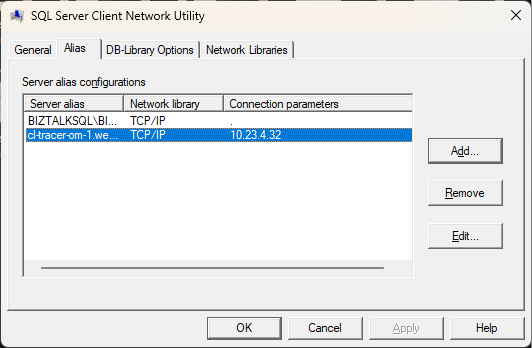 SQL Server Client Network Utility
General Alias DB-Library Options Network Libraries
Server alias configurations
Server alias Network library Connection parameters
BIZTALKSQL\BI... TCP/IP .
cl-tracer-om-1.we... TCP/IP 10.23.4.32
Add...
Remove
Edit...
OK Cancel Apply Help